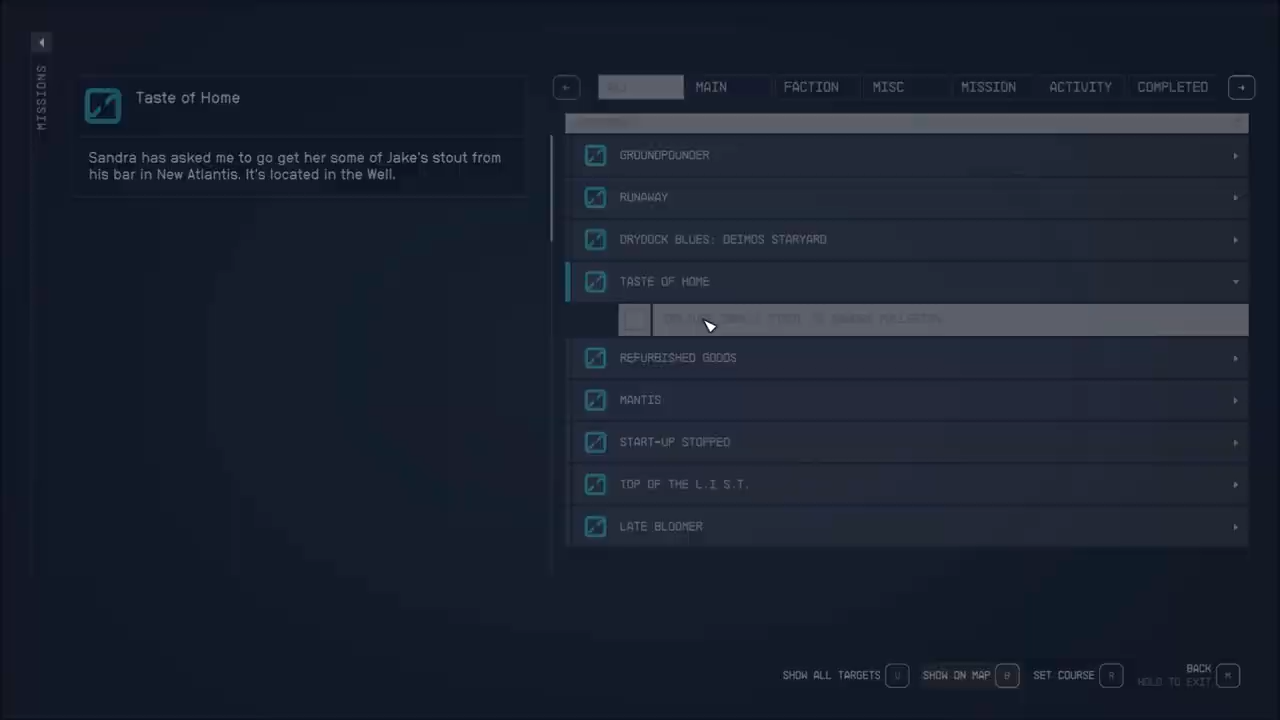 MISSIONS
Taste of Home
Sandra has asked me to go get her some of Jake's stout from
his bar in New Atlantis. It's located in the Well.
MAIN
FACTION
MISC
MISSION
ACTIVITY
COMPLETED
GROUNDPOUNDER
RUNAWAY
DRYDOCK BLUES: DEIMOS STARYARD
TASTE OF HOME
REFURBISHED GOODS
MANTIS
START-UP STOPPED
TOP OF THE L.I.S.T.
LATE BLOOMER
SHOW ALL TARGETS U
SHOW ON MAP
SET COURSE R
BACK M
HOLD TO EXIT